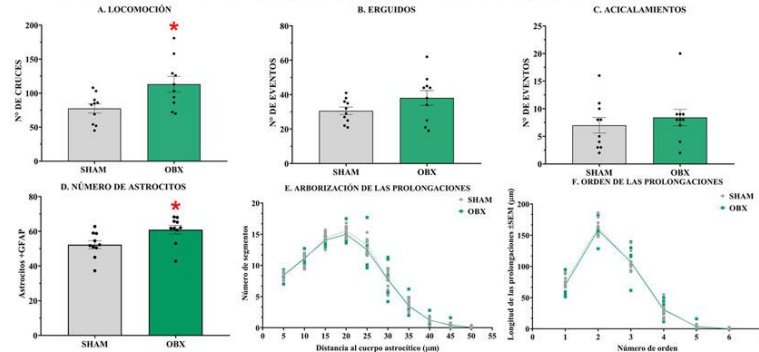 A. LOCOMOCIÓN
*
Nº DE CRUCES
200
150
100
50
0
SHAM OBX
B. ERGUIDOS
Nº DE EVENTOS
80
60
40
20
0
SHAM OBX
C. ACICALAMIENTOS
Nº DE EVENTOS
25
20
15
10
5
0
SHAM OBX
D. NÚMERO DE ASTROCITOS
*
Astrocitos +GFAP
80
60
40
20
0
SHAM OBX
E. ARBORIZACIÓN DE LAS PROLONGACIONES
SHAM
OBX
Número de segmentos
20
15
10
5
0
5 10 15 20 25 30 35 40 45 50 55
Distancia al cuerpo astrocítico (µm)
F. ORDEN DE LAS PROLONGACIONES
SHAM
OBX
Longitud de las prolongaciones ±SEM (µm)
200
150
100
50
0
1 2 3 4 5 6
Número de orden